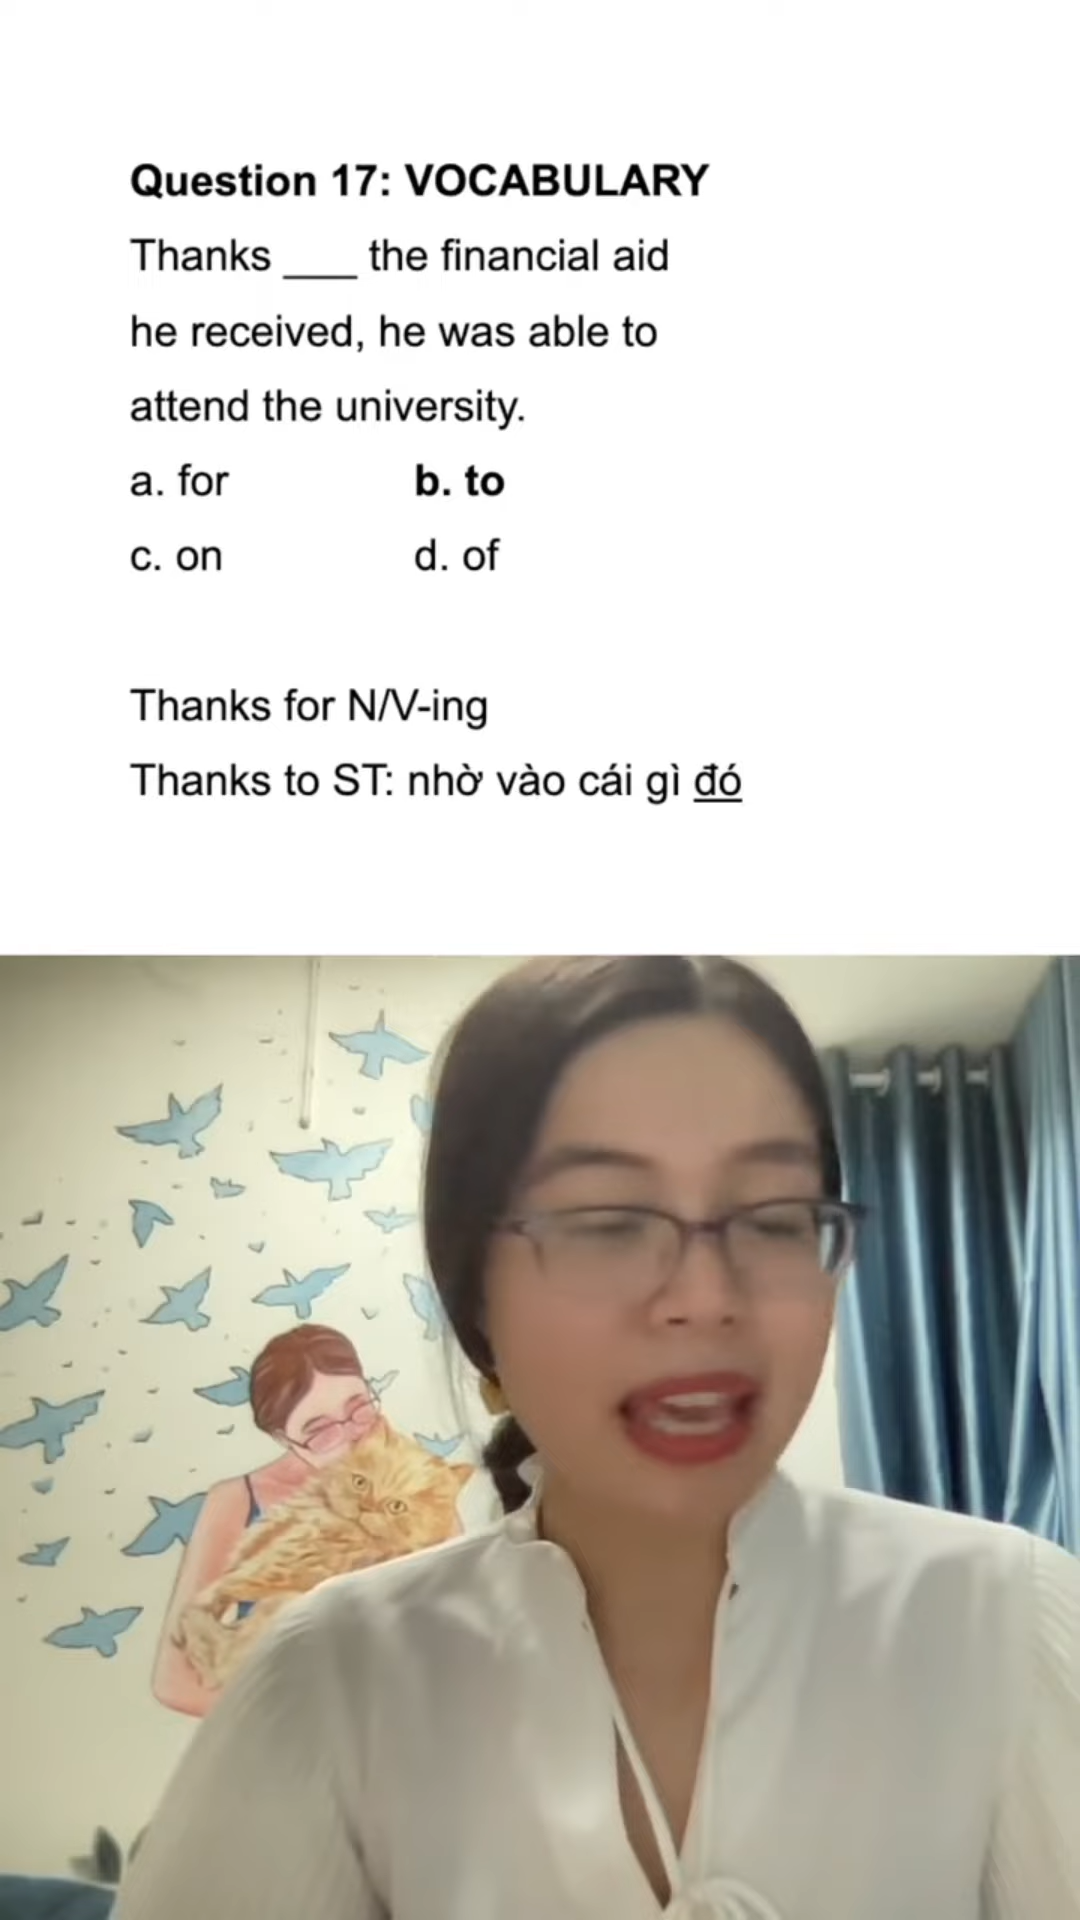 Question 17: VOCABULARY
Thanks ___ the financial aid
he received, he was able to
attend the university.
a. for b. to
c. on d. of
Thanks for N/V-ing
Thanks to ST: nhờ vào cái gì đó